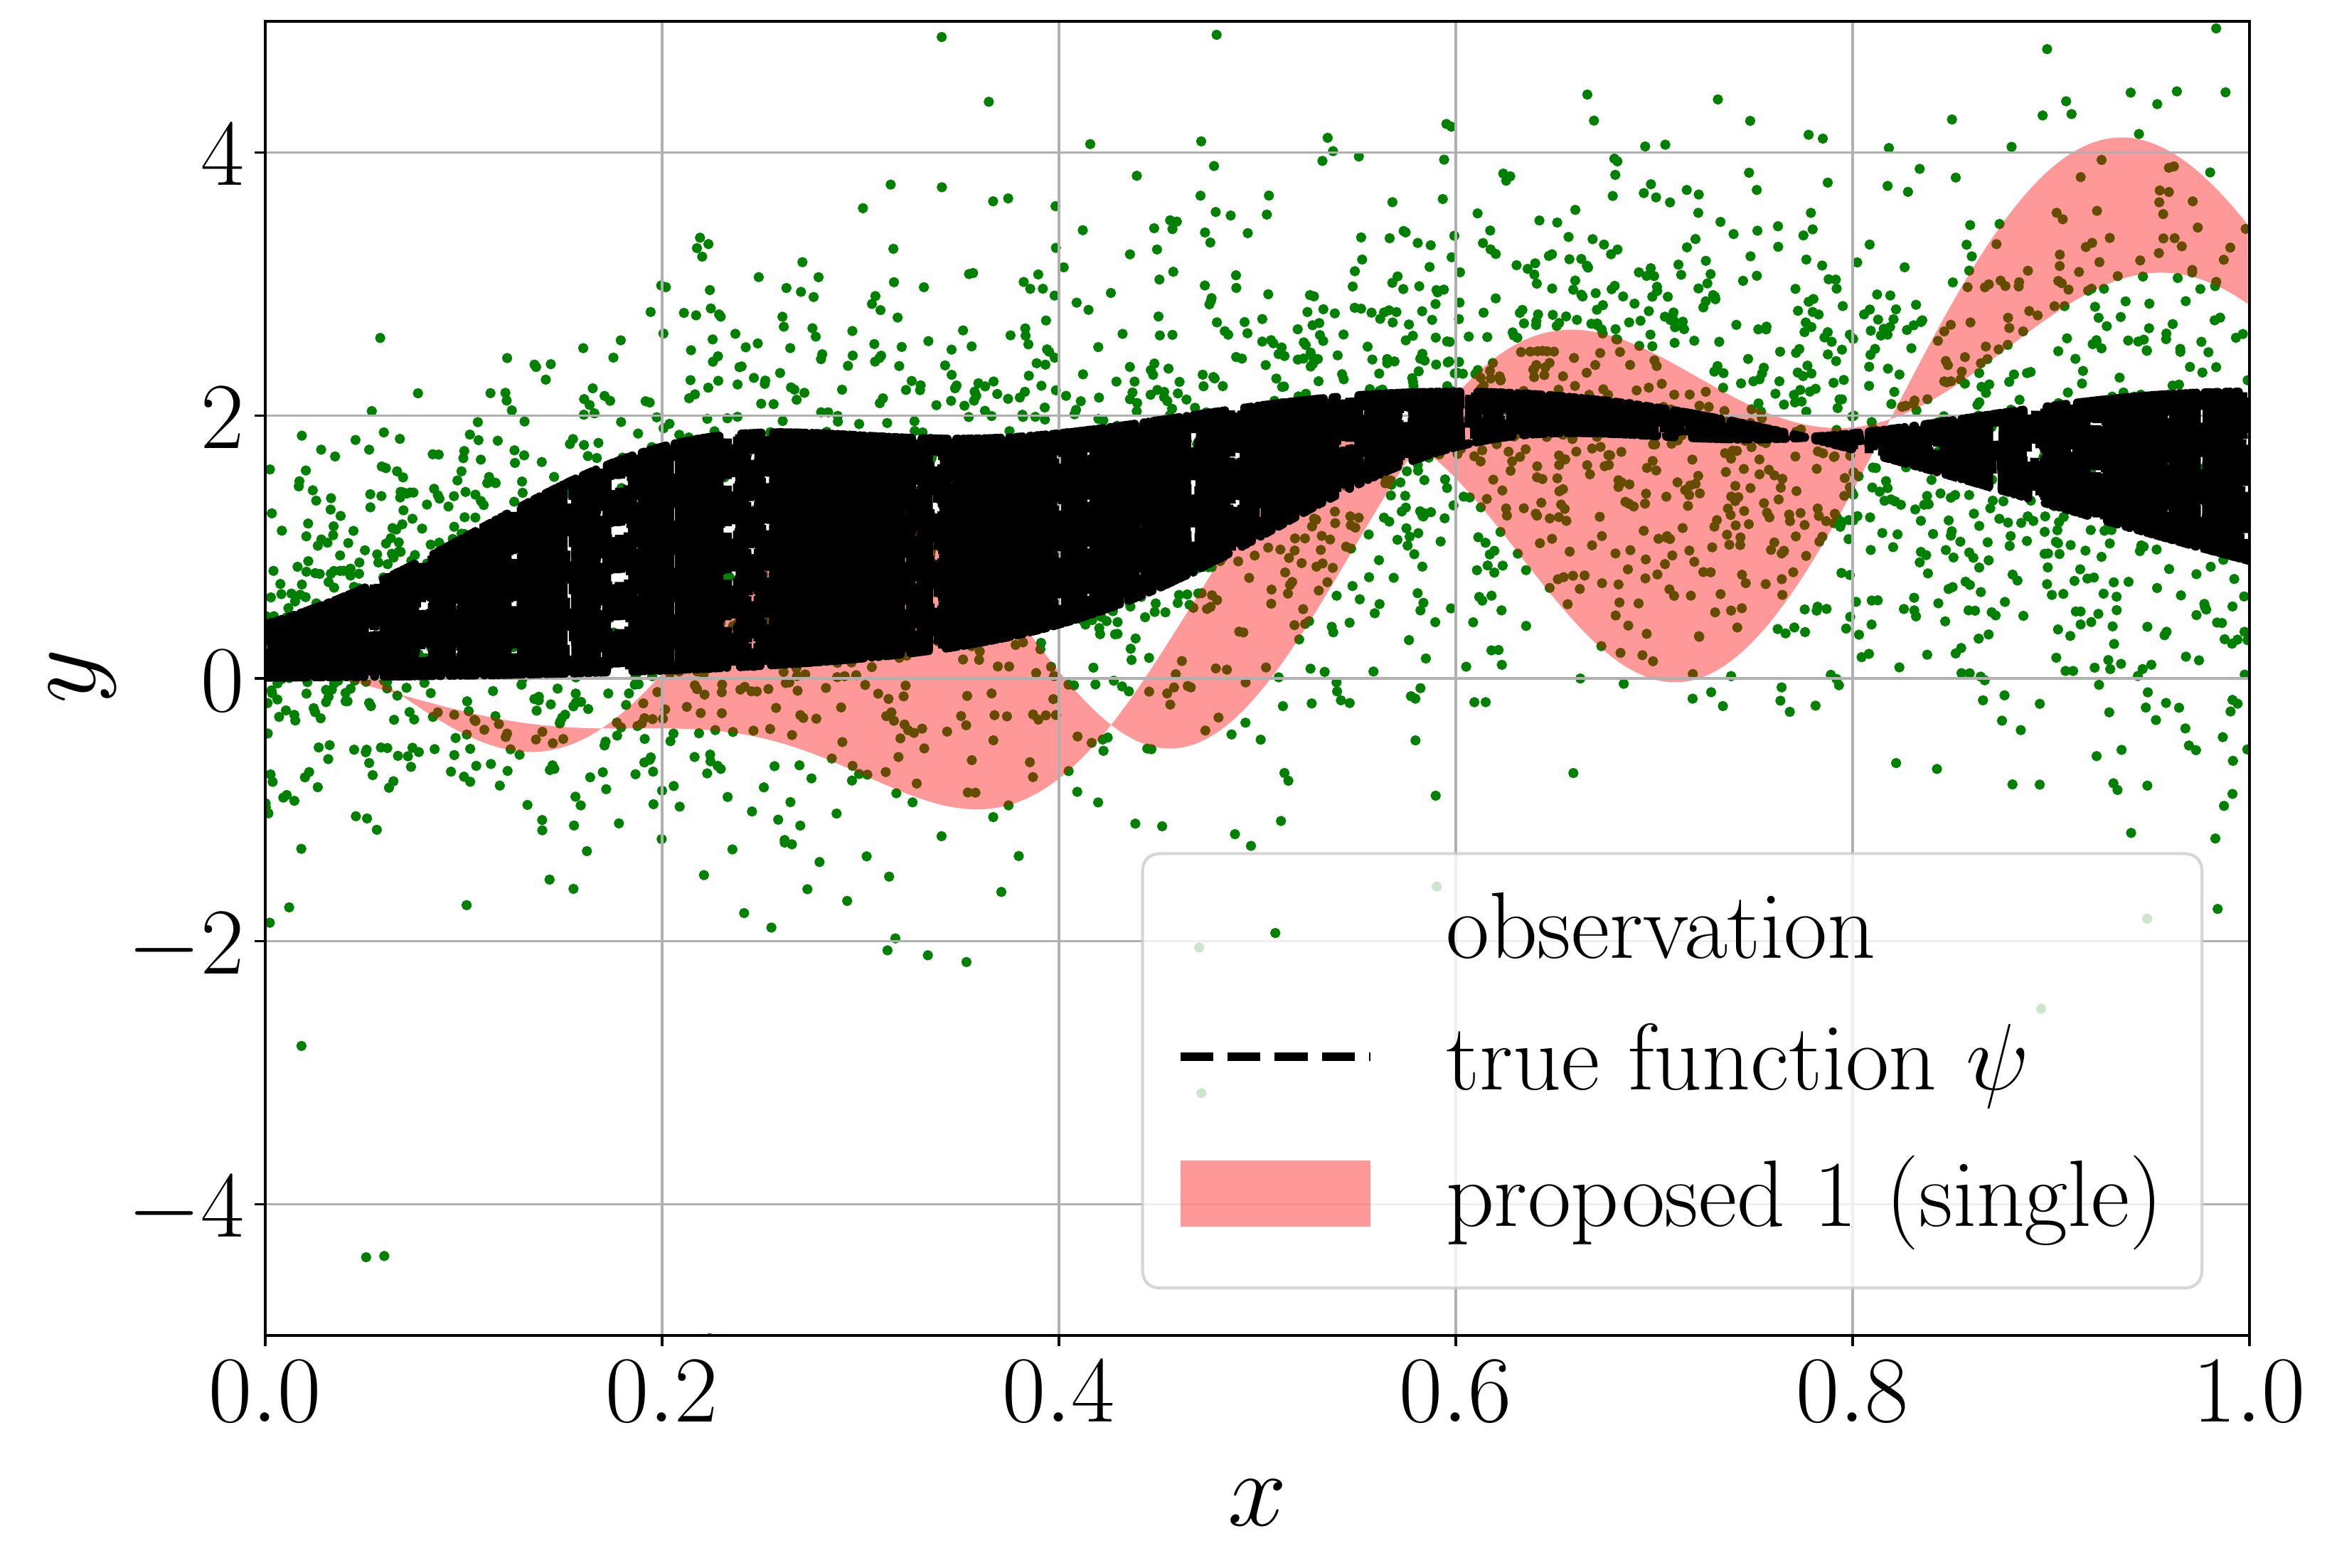 y
4
2
0
−2
−4
observation
true function ψ
proposed 1 (single)
0.0 0.2 0.4 0.6 0.8 1.0
x